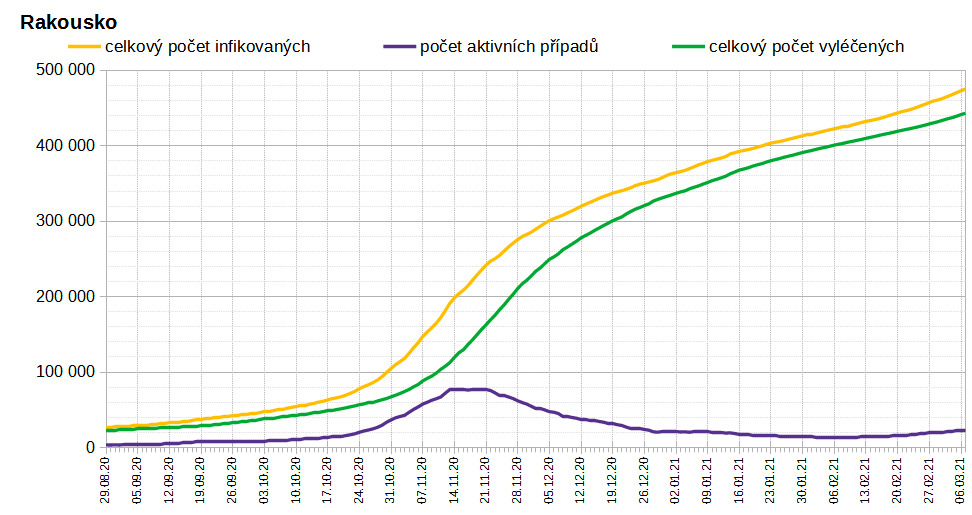 Rakousko
celkový počet infikovaných počet aktivních případů celkový počet vyléčených
500 000
400 000
300 000
200 000
100 000
0
29.08.20 05.09.20 12.09.20 19.09.20 26.09.20 03.10.20 10.10.20 17.10.20 24.10.20 31.10.20 07.11.20 14.11.20 21.11.20 28.11.20 05.12.20 12.12.20 19.12.20 26.12.20 02.01.21 09.01.21 16.01.21 23.01.21 30.01.21 06.02.21 13.02.21 20.02.21 27.02.21 06.03.21